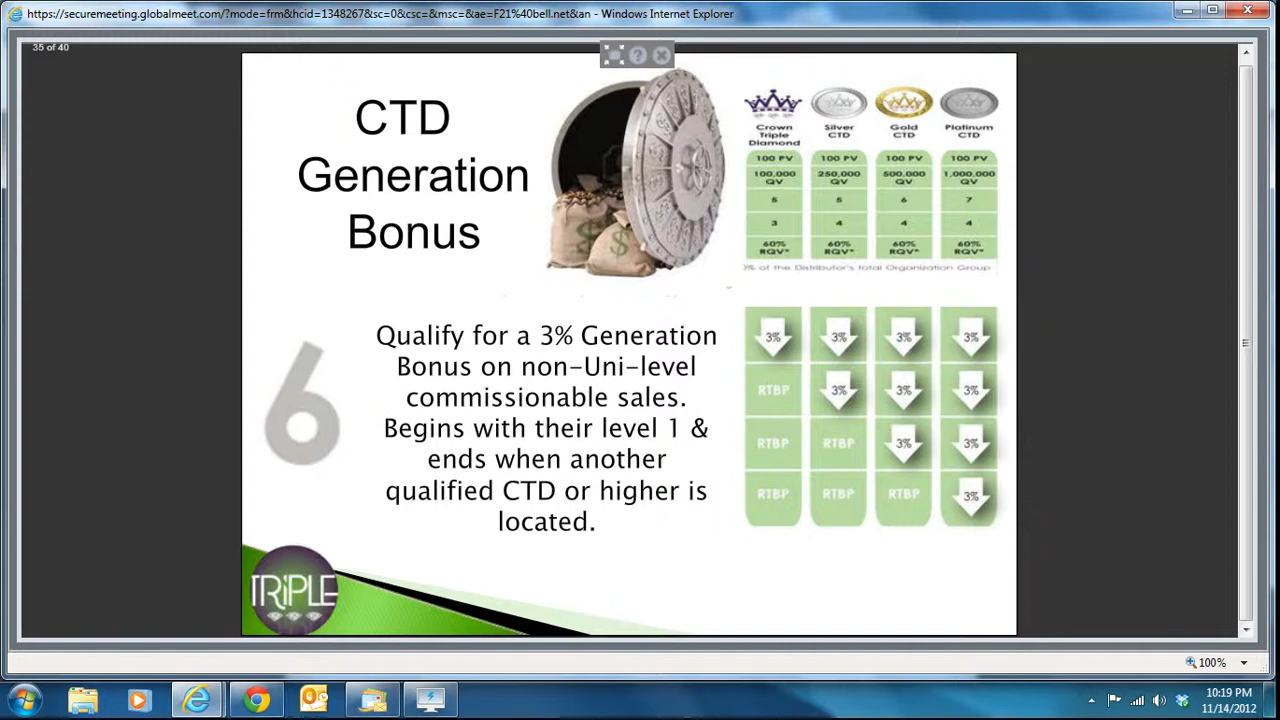 https://securemeeting.globalmeet.com/?mode=frm&hcid=1348267&sc=0&csc=&msc=&ae=F21%40bell.net&an - Windows Internet Explorer
35 of 40
CTD
Generation
Bonus
Crown Triple Diamond
Silver CTD
Gold CTD
Platinum CTD
100 PV 100 PV 100 PV 100 PV
100,000 QV 250,000 QV 500,000 QV 1,000,000 QV
5 5 6 7
3 4 4 4
60% RQV* 60% RQV* 60% RQV* 60% RQV*
% of the Distributor's total Organization Group
6
Qualify for a 3% Generation
Bonus on non-Uni-level
commissionable sales.
Begins with their level 1 &
ends when another
qualified CTD or higher is
located.
3% 3% 3% 3%
RTBP 3% 3% 3%
RTBP RTBP 3% 3%
RTBP RTBP RTBP 3%
TRIPLE
100%
10:19 PM
11/14/2012